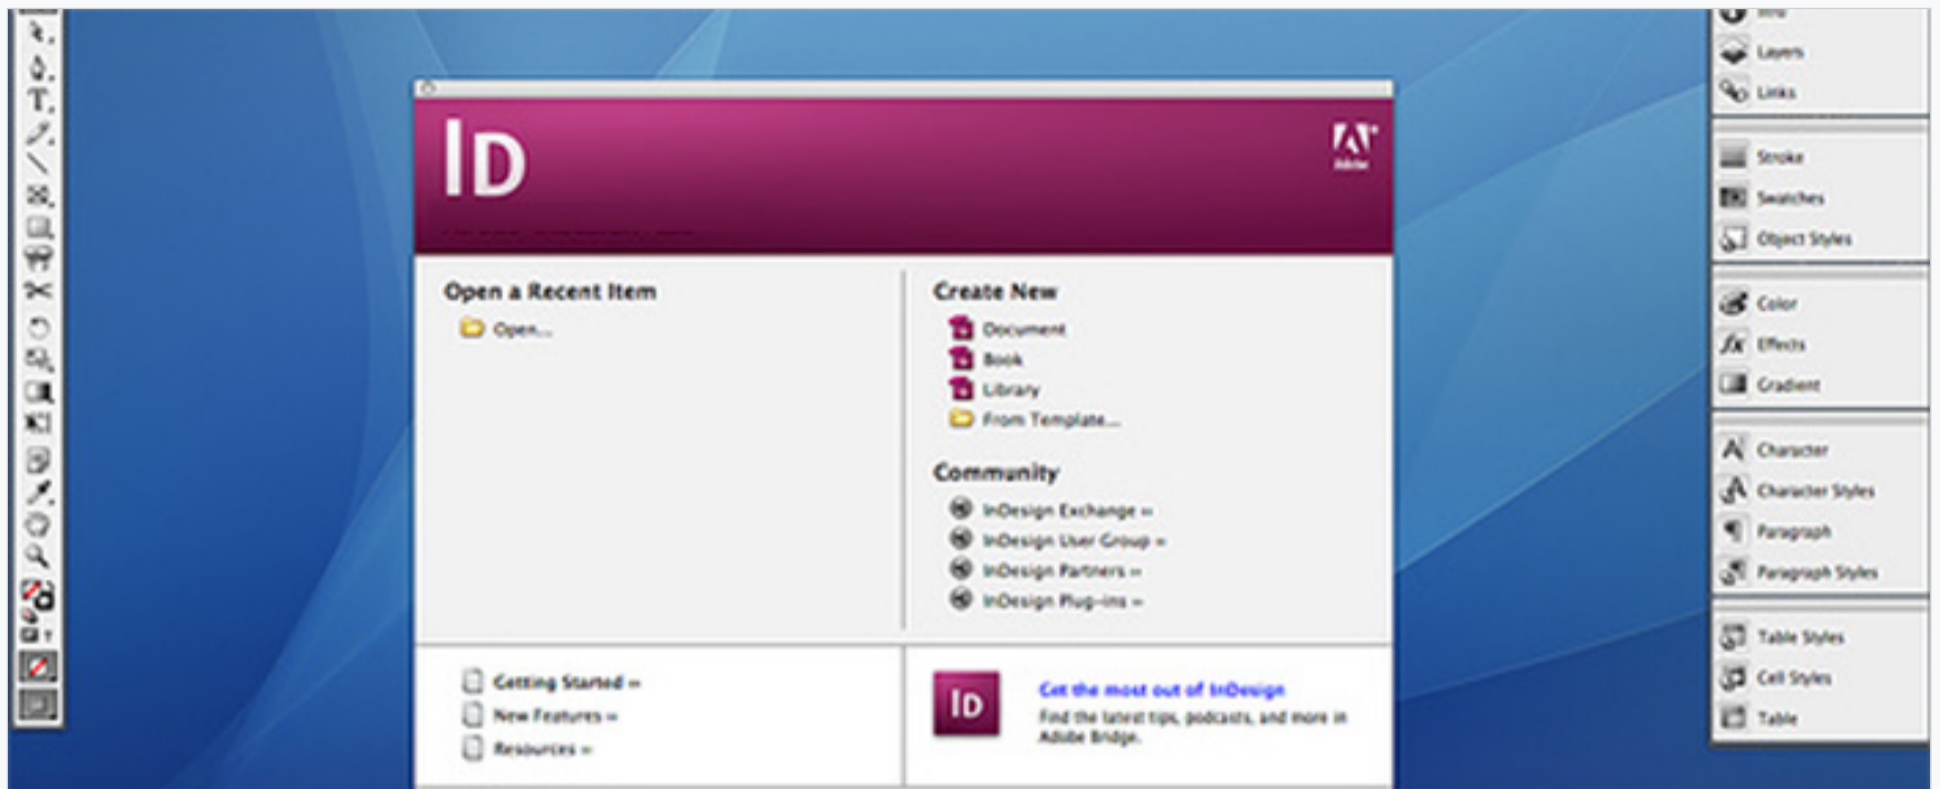 ID
Adobe
Open a Recent Item
Open...
Create New
Document
Book
Library
From Template...
Community
InDesign Exchange »
InDesign User Group »
InDesign Partners »
InDesign Plug-ins »
Getting Started »
New Features »
Resources »
ID
Get the most out of InDesign
Find the latest tips, podcasts, and more in
Adobe Bridge.
Layers
Links
Stroke
Swatches
Object Styles
Color
Effects
Gradient
Character
Character Styles
Paragraph
Paragraph Styles
Table Styles
Cell Styles
Table